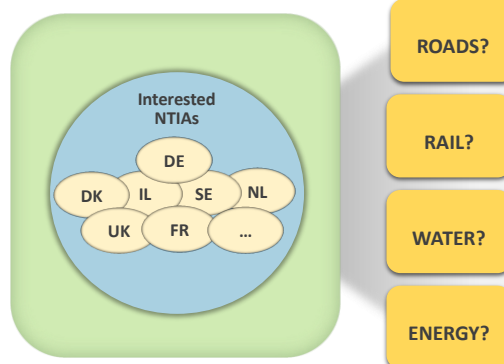 Interested
NTIAs
DE
DK
IL
SE
NL
UK
FR
...
ROADS?
RAIL?
WATER?
ENERGY?